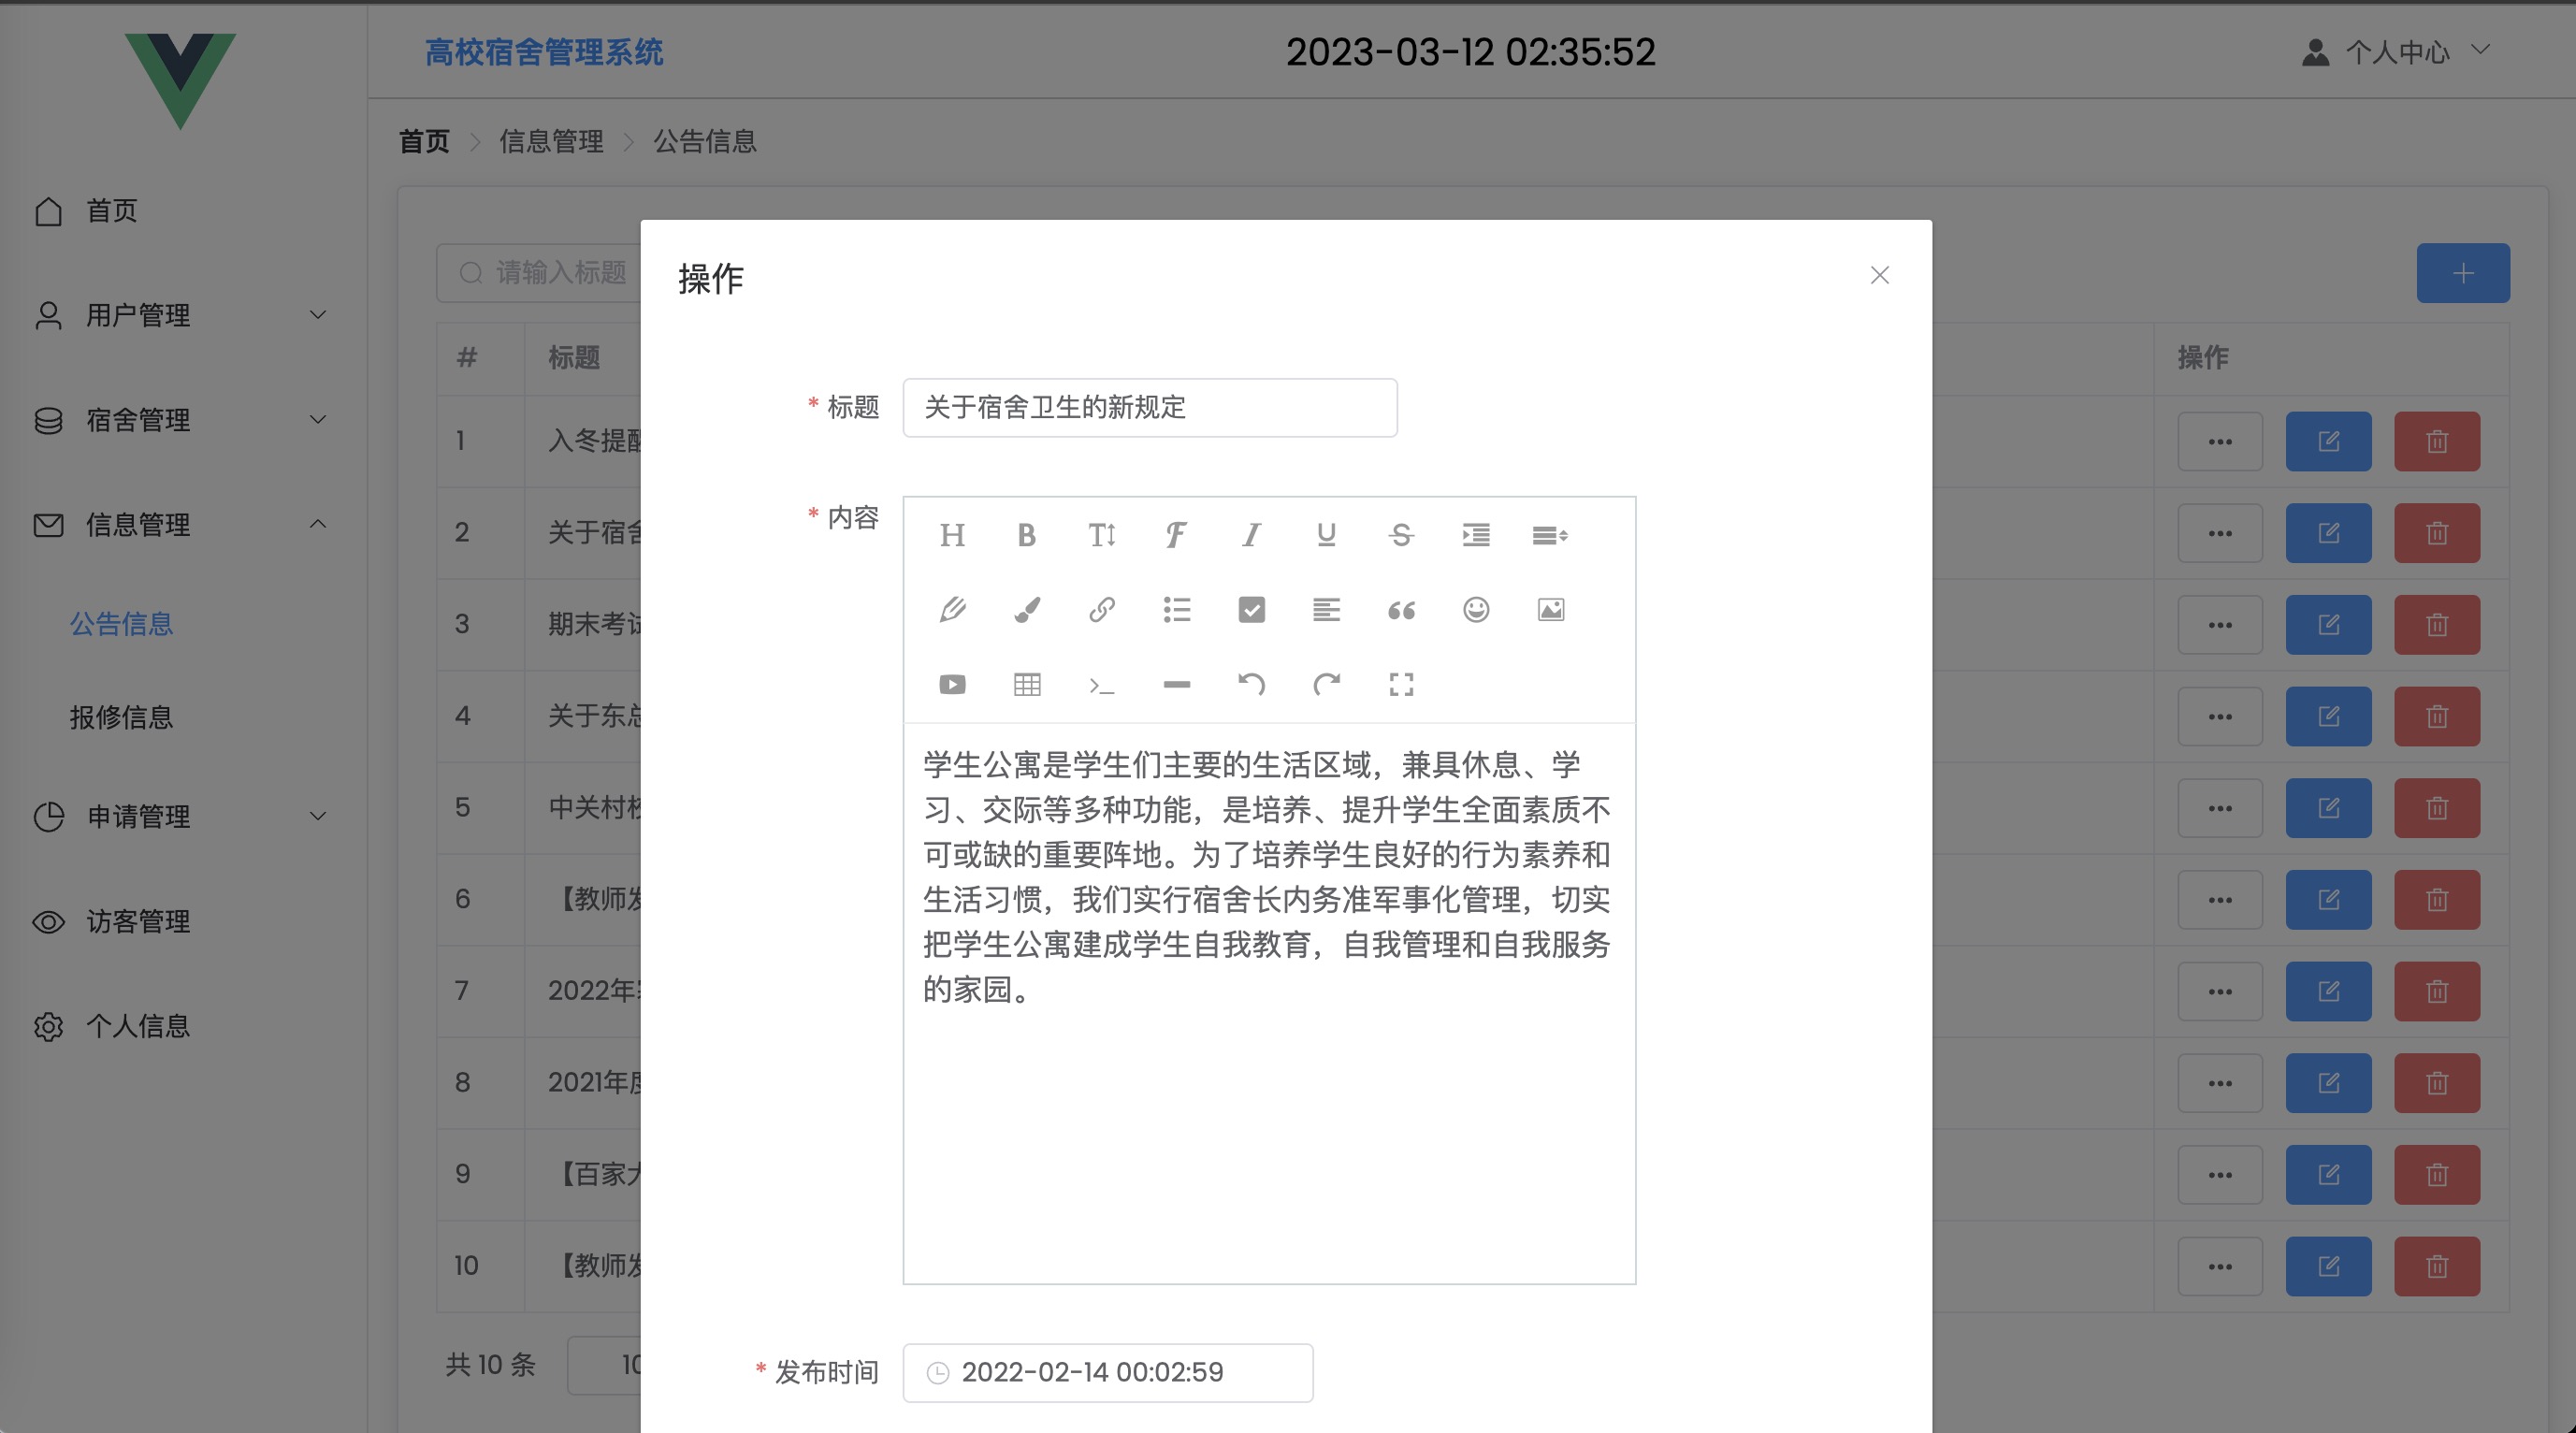 高校宿舍管理系统
2023-03-12 02:35:52
个人中心
首页
信息管理
公告信息
首页
用户管理
宿舍管理
信息管理
公告信息
报修信息
申请管理
访客管理
个人信息
请输入标题
# 标题 操作
1 入冬提醒
2 关于宿舍
3 期末考试
4 关于东总
5 中关村校
6 【教师发
7 2022年
8 2021年度
9 【百家大
10 【教师发
共 10 条
10
操作
* 标题
关于宿舍卫生的新规定
* 内容
学生公寓是学生们主要的生活区域，兼具休息、学
习、交际等多种功能，是培养、提升学生全面素质不
可或缺的重要阵地。为了培养学生良好的行为素养和
生活习惯，我们实行宿舍长内务准军事化管理，切实
把学生公寓建成学生自我教育，自我管理和自我服务
的家园。
* 发布时间
2022-02-14 00:02:59